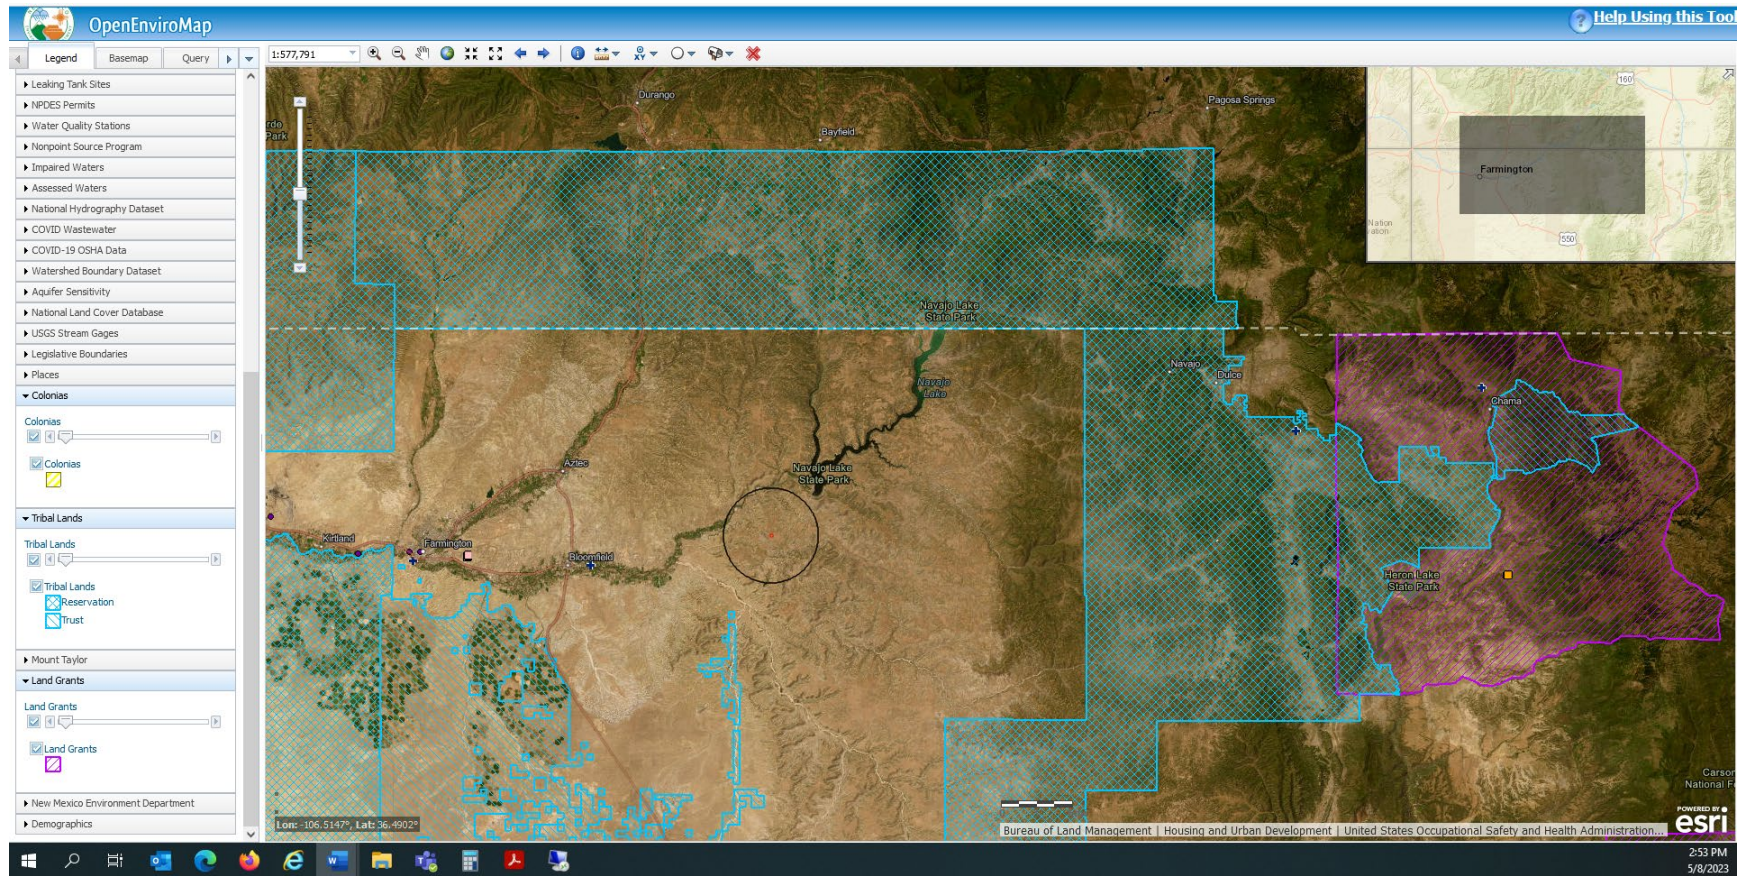 OpenEnviroMap
Help Using this Tool
Legend
Basemap
Query
1:577,791
Leaking Tank Sites
NPDES Permits
Water Quality Stations
Nonpoint Source Program
Impaired Waters
Assessed Waters
National Hydrography Dataset
COVID Wastewater
COVID-19 OSHA Data
Watershed Boundary Dataset
Aquifer Sensitivity
National Land Cover Database
USGS Stream Gages
Legislative Boundaries
Places
Colonias
Colonias
Colonias
Tribal Lands
Tribal Lands
Tribal Lands
Reservation
Trust
Mount Taylor
Land Grants
Land Grants
Land Grants
New Mexico Environment Department
Demographics
rde
Park
Durango
Bayfield
Pagosa Springs
160
Farmington
Nation
550
Navajo Lake
State Park
Navajo
Lake
Navajo
Dulce
Chama
Aztec
Navajo Lake
State Park
Kirtland
Farmington
Bloomfield
Heron Lake
State Park
Carson
National F
Lon: -106.5147°, Lat: 36.4902°
Bureau of Land Management | Housing and Urban Development | United States Occupational Safety and Health Administration...
POWERED BY
esri
2:53 PM
5/8/2023